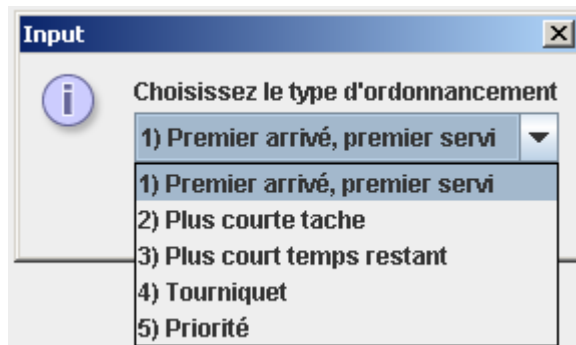 Input
Choisissez le type d'ordonnancement
1) Premier arrivé, premier servi
1) Premier arrivé, premier servi
2) Plus courte tache
3) Plus court temps restant
4) Tourniquet
5) Priorité